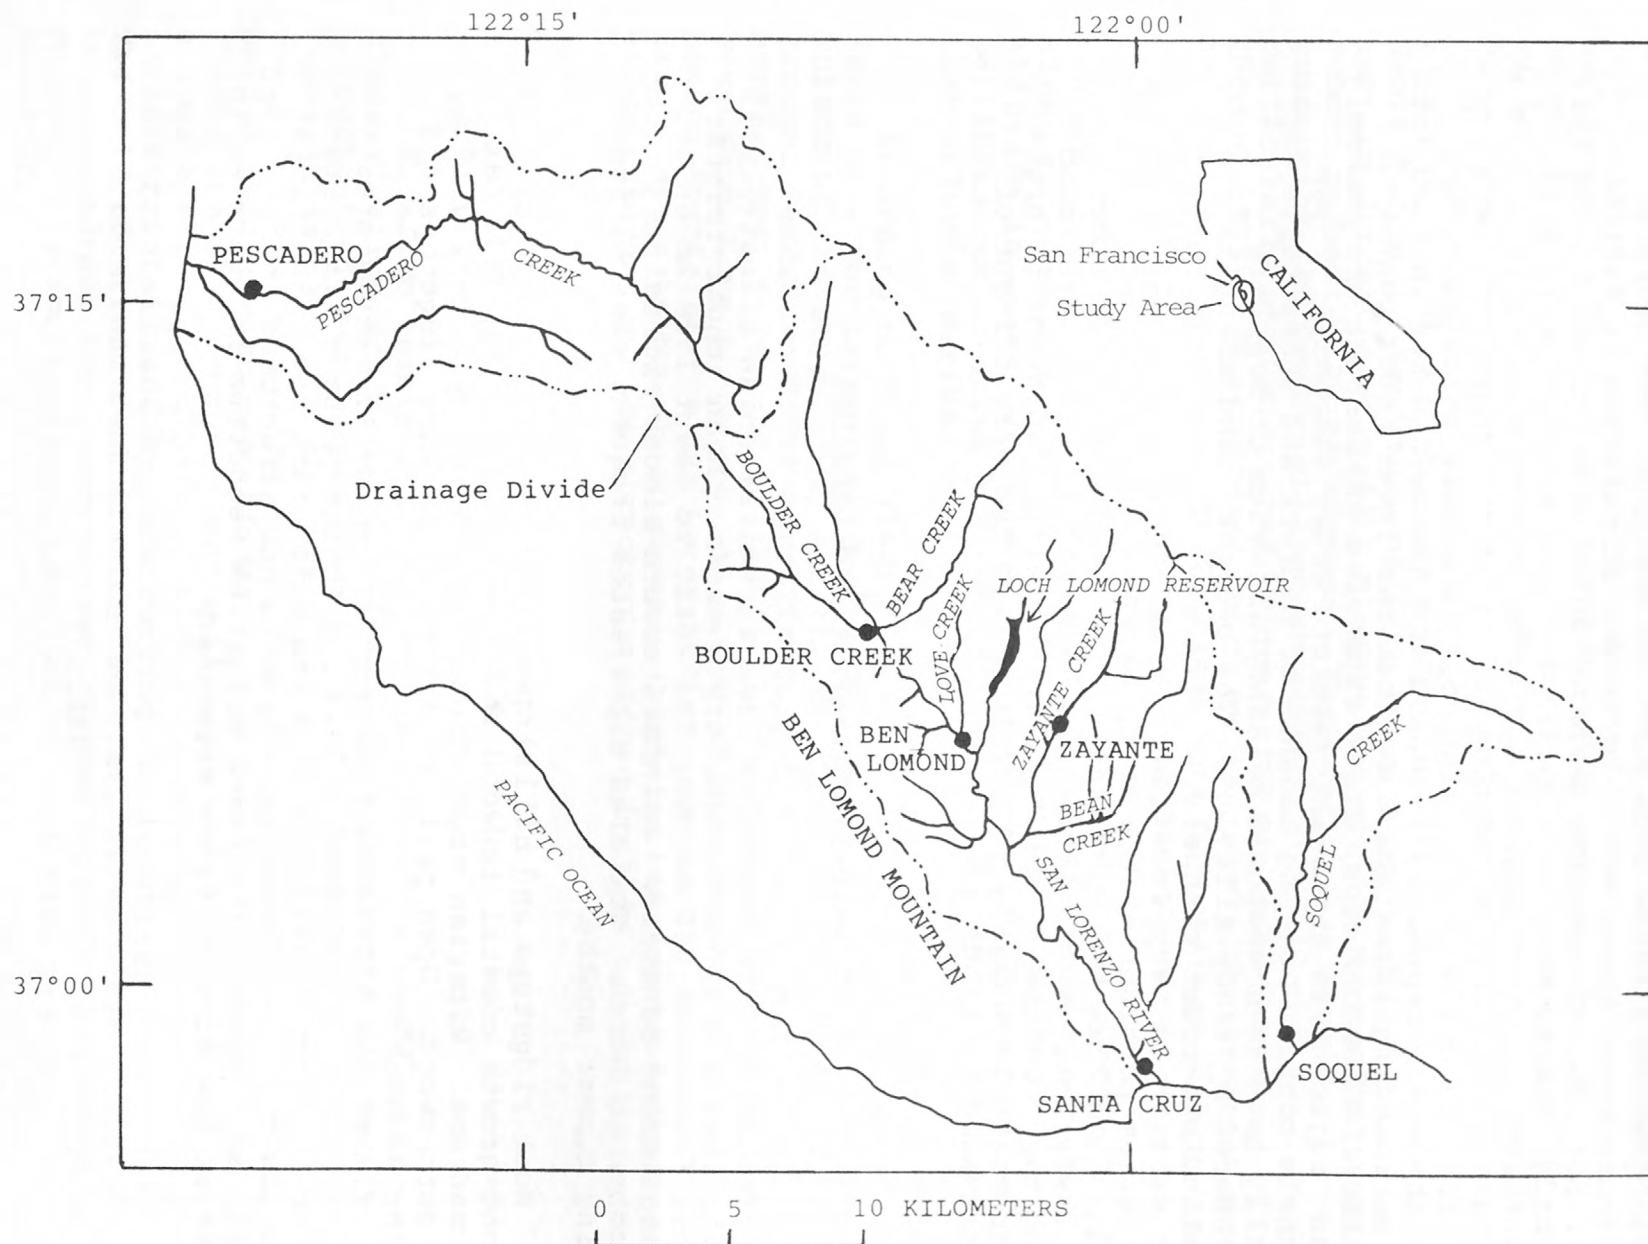 122°15' 122°00'
PESCADERO
PESCADERO CREEK
San Francisco
CALIFORNIA
37°15'
Study Area
Drainage Divide
BOULDER CREEK
BEAR CREEK
LOVE CREEK
LOCH LOMOND RESERVOIR
BOULDER CREEK
ZAYANTE CREEK
BEN
LOMOND
ZAYANTE
CREEK
BEN LOMOND MOUNTAIN
PACIFIC OCEAN
BEAN
CREEK
SAN LORENZO RIVER
SOQUEL
37°00'
SOQUEL
SANTA CRUZ
0 5 10 KILOMETERS